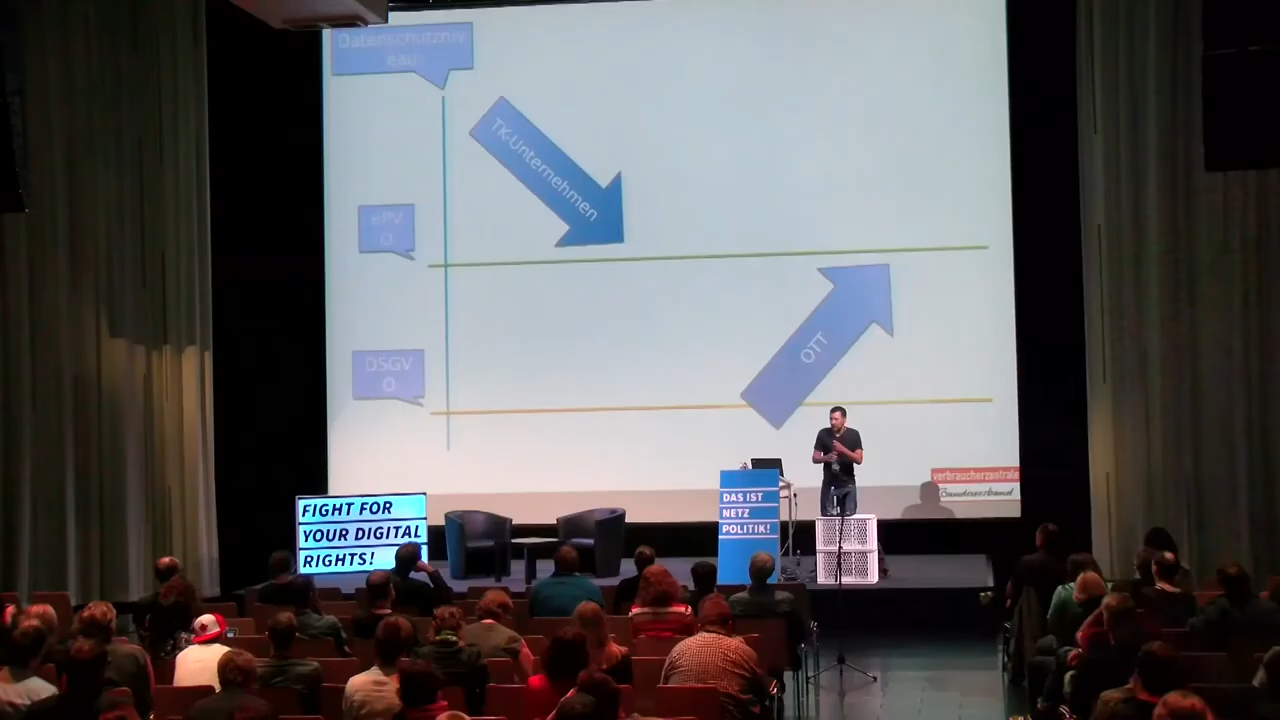 Datenschutzniv
eau
TK-Unternehmen
ePV
O
OTT
DSGV
O
verbraucherzentrale
Bundesverband
FIGHT FOR
YOUR DIGITAL
RIGHTS!
DAS IST
NETZ
POLITIK!